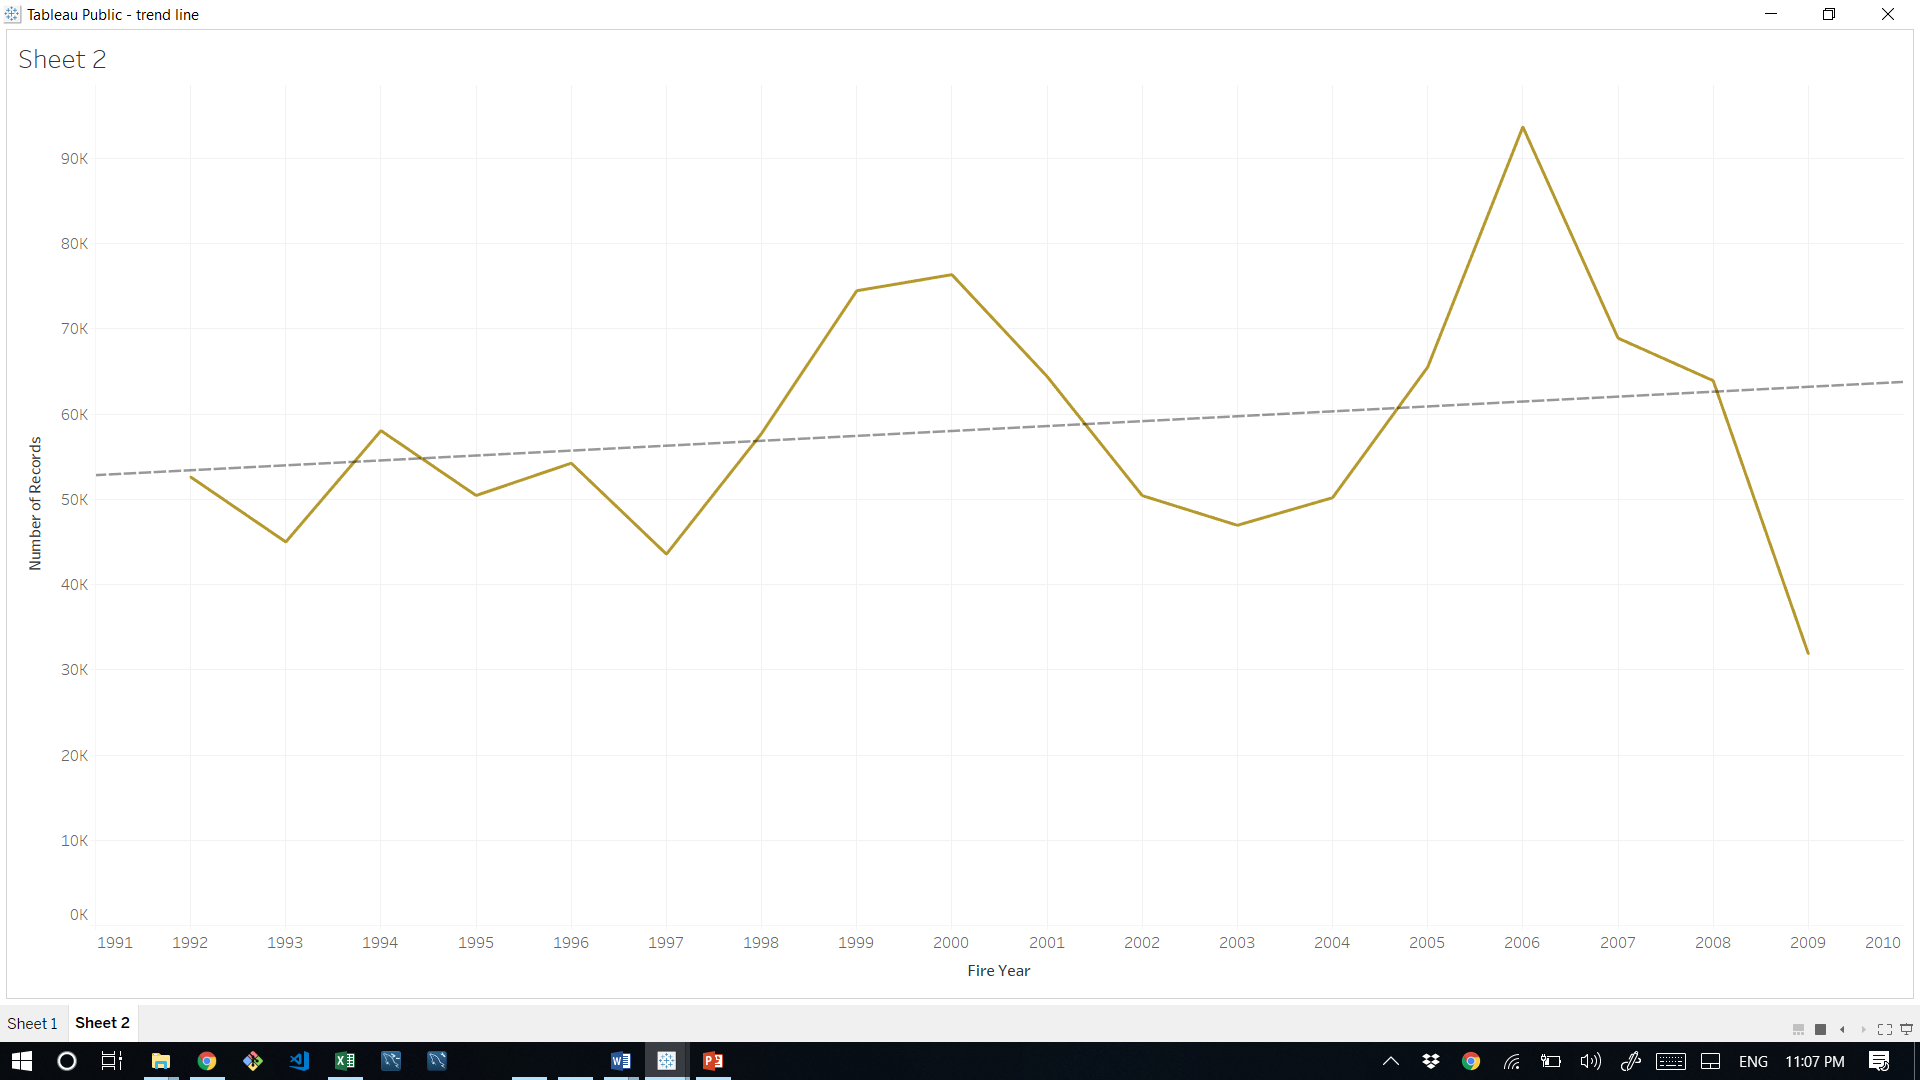 Tableau Public - trend line
Sheet 2
90K
80K
70K
60K
50K
40K
30K
20K
10K
0K
Number of Records
1991 1992 1993 1994 1995 1996 1997 1998 1999 2000 2001 2002 2003 2004 2005 2006 2007 2008 2009 2010
Fire Year
Sheet 1 Sheet 2
ENG 11:07 PM